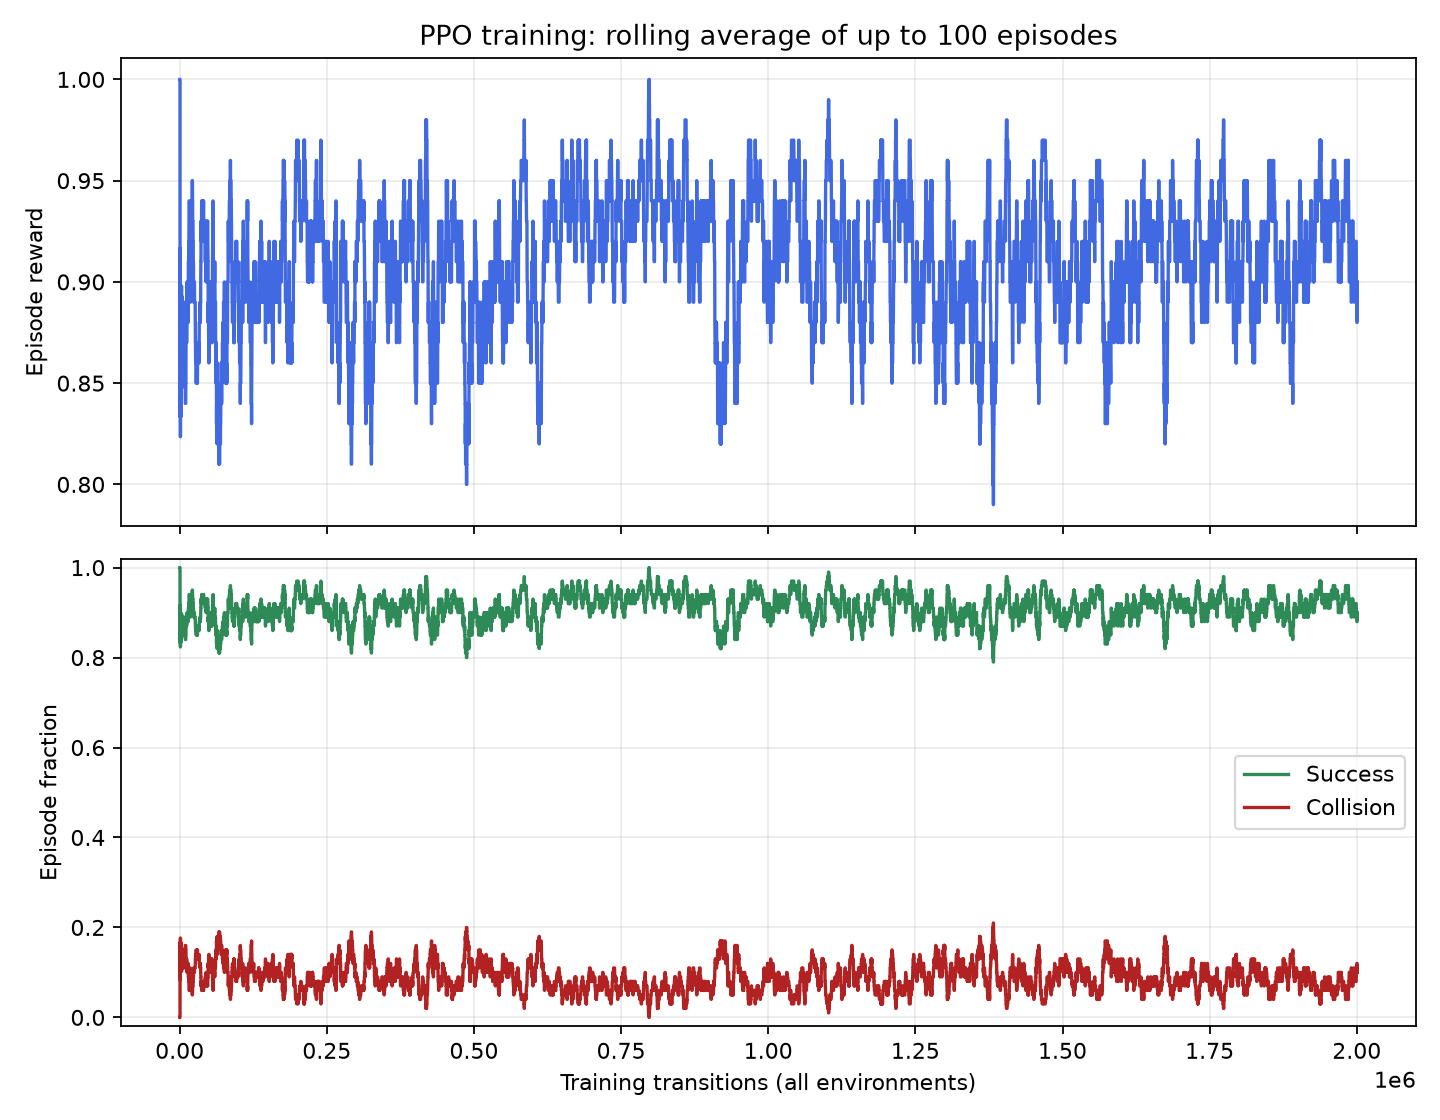 PPO training: rolling average of up to 100 episodes
Episode reward
1.00
0.95
0.90
0.85
0.80
Episode fraction
1.0
0.8
0.6
0.4
0.2
0.0
Success
Collision
0.00 0.25 0.50 0.75 1.00 1.25 1.50 1.75 2.00
Training transitions (all environments)
1e6